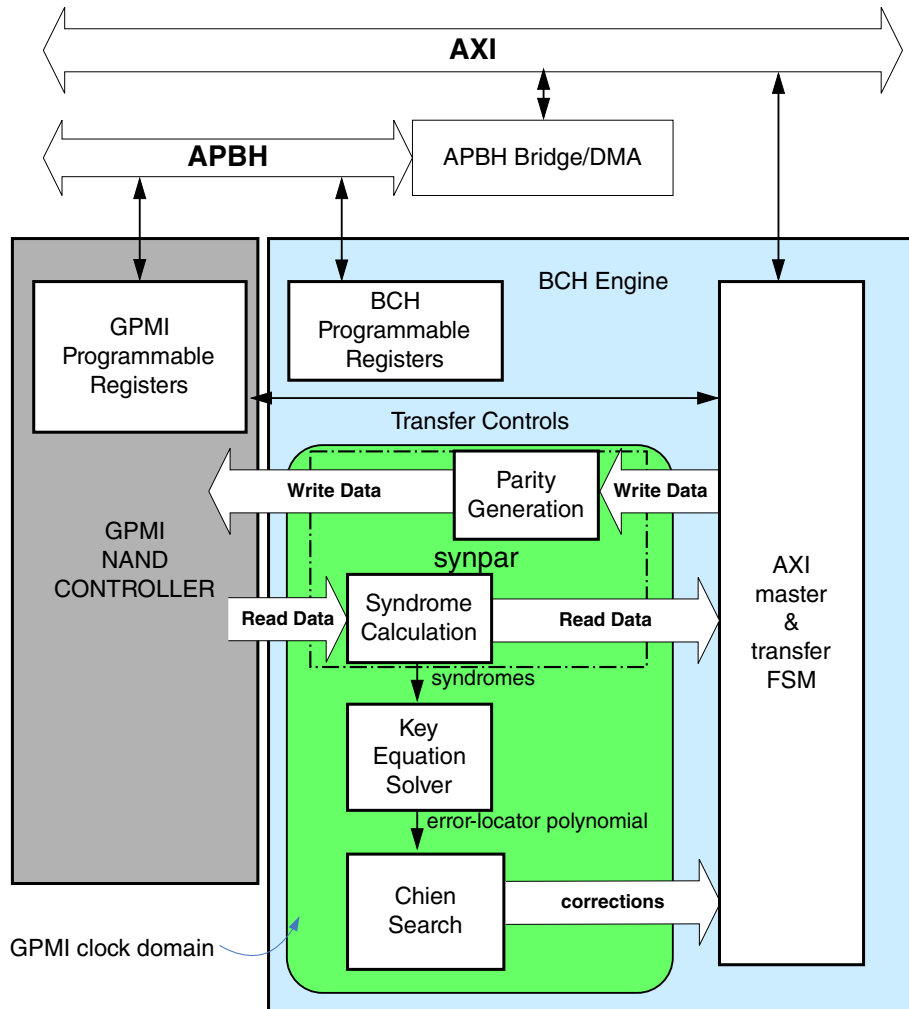 AXI
APBH
APBH Bridge/DMA
BCH Engine
GPMI
Programmable
Registers
BCH
Programmable
Registers
Transfer Controls
Write Data
Parity
Generation
Write Data
synpar
GPMI
NAND
CONTROLLER
Read Data
Syndrome
Calculation
Read Data
AXI
master
&
transfer
FSM
syndromes
Key
Equation
Solver
error-locator polynomial
Chien
Search
corrections
GPMI clock domain